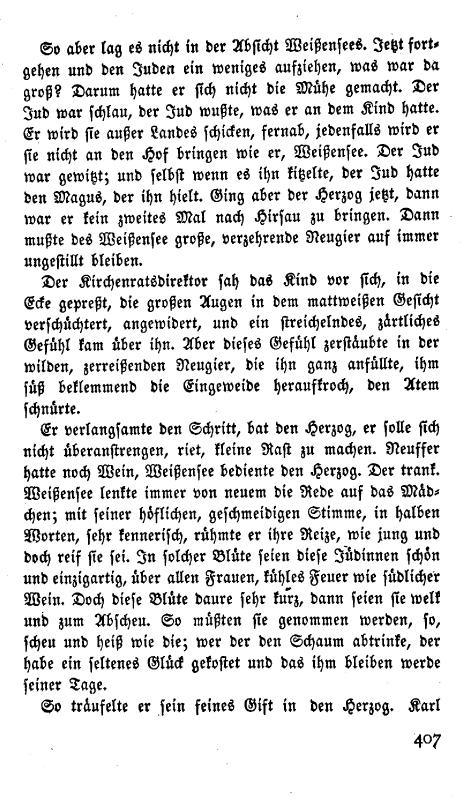 So aber lag es nicht in der Absicht Weißensees. Jetzt fort-
gehen und den Juden ein weniges aufziehen, was war da
groß? Darum hatte er sich nicht die Mühe gemacht. Der
Jud war schlau, der Jud wußte, was er an dem Kind hatte.
Er wird sie außer Landes schicken, fernab, jedenfalls wird er
sie nicht an den Hof bringen wie er, Weißensee. Der Jud
war gewitzt; und selbst wenn es ihn kitzelte, der Jud hatte
den Magus, der ihn hielt. Ging aber der Herzog jetzt, dann
war er kein zweites Mal nach Hirsau zu bringen. Dann
mußte des Weißensee große, verzehrende Neugier auf immer
ungestillt bleiben.
Der Kirchenratsdirektor sah das Kind vor sich, in die
Ecke gepreßt, die großen Augen in dem mattweißen Gesicht
verschüchtert, angewidert, und ein streichelndes, zärtliches
Gefühl kam über ihn. Aber dieses Gefühl zerstäubte in der
wilden, zerreißenden Neugier, die ihn ganz anfüllte, ihm
süß beklemmend die Eingeweide heraufkroch, den Atem
schnürte.
Er verlangsamte den Schritt, bat den Herzog, er solle sich
nicht überanstrengen, riet, kleine Rast zu machen. Neuffer
hatte noch Wein, Weißensee bediente den Herzog. Der trank.
Weißensee lenkte immer von neuem die Rede auf das Mäd-
chen; mit seiner höflichen, geschmeidigen Stimme, in halben
Worten, sehr kennerisch, rühmte er ihre Reize, wie jung und
doch reif sie sei. In solcher Blüte seien diese Jüdinnen schön
und einzigartig, über allen Frauen, kühles Feuer wie südlicher
Wein. Doch diese Blüte daure sehr kurz, dann seien sie welk
und zum Abscheu. So müßten sie genommen werden, so,
scheu und heiß wie die; wer der den Schaum abtrinke, der
habe ein seltenes Glück gekostet und das ihm bleiben werde
seiner Tage.
So träufelte er sein feines Gift in den Herzog. Karl
407